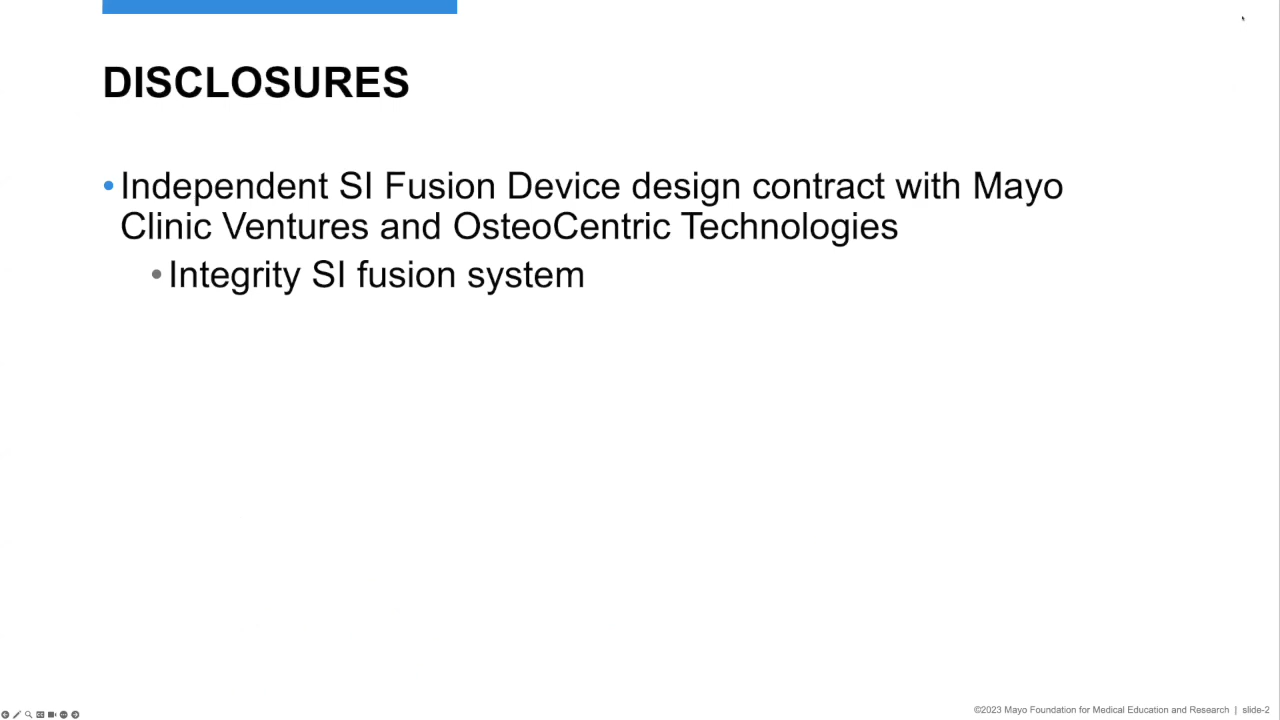 DISCLOSURES
• Independent SI Fusion Device design contract with Mayo
Clinic Ventures and OsteoCentric Technologies
• Integrity SI fusion system
©2023 Mayo Foundation for Medical Education and Research | slide-2